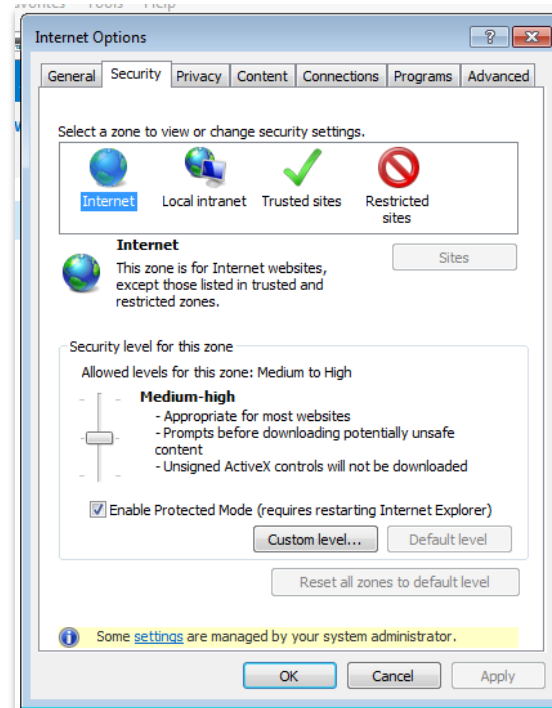 Favorites Tools Help
Internet Options
General Security Privacy Content Connections Programs Advanced
Select a zone to view or change security settings.
Internet Local intranet Trusted sites Restricted
sites
Internet
Sites
This zone is for Internet websites,
except those listed in trusted and
restricted zones.
Security level for this zone
Allowed levels for this zone: Medium to High
Medium-high
- Appropriate for most websites
- Prompts before downloading potentially unsafe
content
- Unsigned ActiveX controls will not be downloaded
Enable Protected Mode (requires restarting Internet Explorer)
Custom level... Default level
Reset all zones to default level
Some settings are managed by your system administrator.
OK Cancel Apply